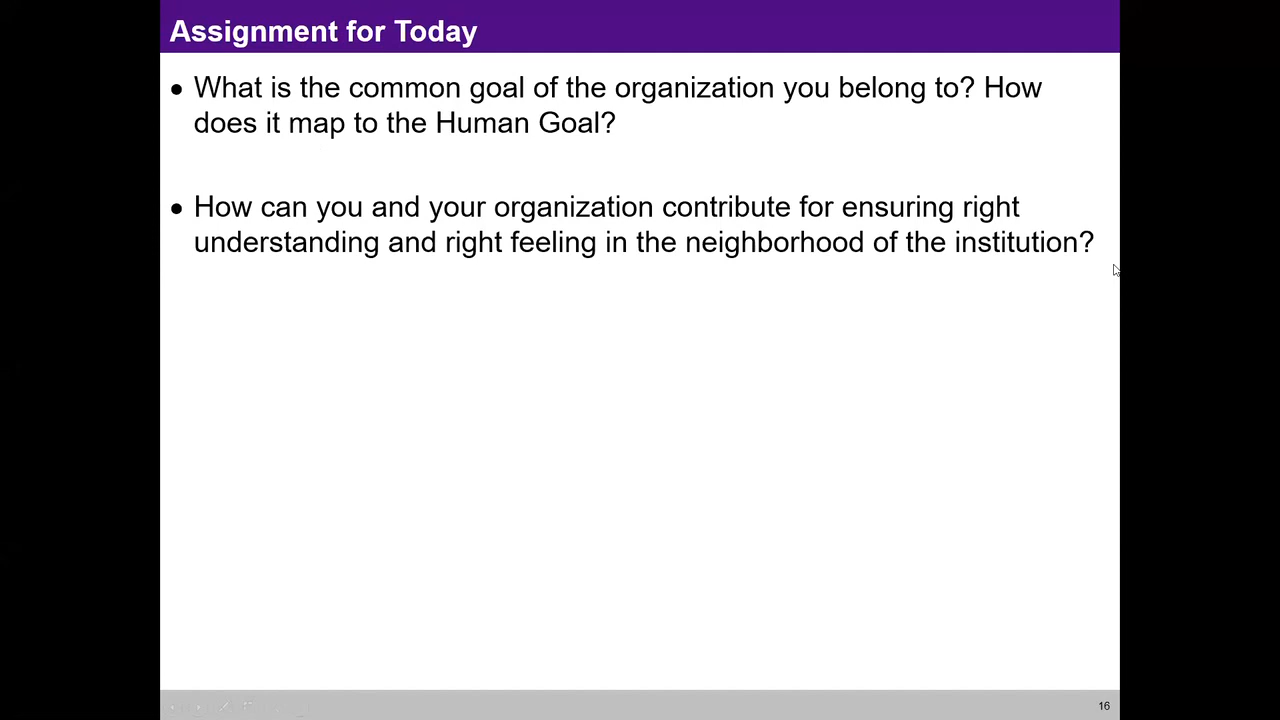 Assignment for Today
• What is the common goal of the organization you belong to? How
does it map to the Human Goal?
• How can you and your organization contribute for ensuring right
understanding and right feeling in the neighborhood of the institution?
16